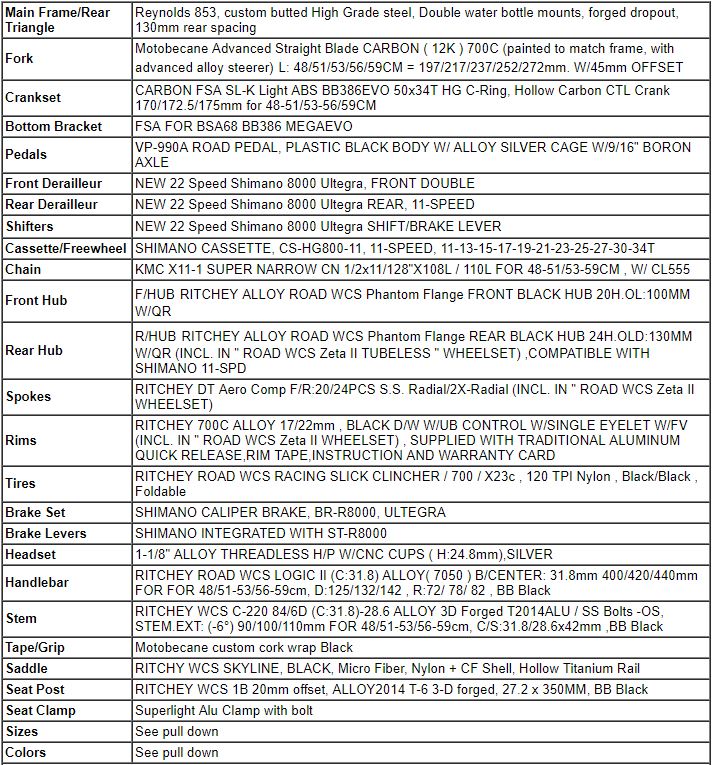 Main Frame/Rear Triangle
Reynolds 853, custom butted High Grade steel, Double water bottle mounts, forged dropout,
130mm rear spacing
Fork
Motobecane Advanced Straight Blade CARBON ( 12K ) 700C (painted to match frame, with
advanced alloy steerer) L: 48/51/53/56/59CM = 197/217/237/252/272mm. W/45mm OFFSET
Crankset
CARBON FSA SL-K Light ABS BB386EVO 50x34T HG C-Ring, Hollow Carbon CTL Crank
170/172.5/175mm for 48-51/53-56/59CM
Bottom Bracket
FSA FOR BSA68 BB386 MEGAEVO
Pedals
VP-990A ROAD PEDAL, PLASTIC BLACK BODY W/ ALLOY SILVER CAGE W/9/16" BORON
AXLE
Front Derailleur
NEW 22 Speed Shimano 8000 Ultegra, FRONT DOUBLE
Rear Derailleur
NEW 22 Speed Shimano 8000 Ultegra REAR, 11-SPEED
Shifters
NEW 22 Speed Shimano 8000 Ultegra SHIFT/BRAKE LEVER
Cassette/Freewheel
SHIMANO CASSETTE, CS-HG800-11, 11-SPEED, 11-13-15-17-19-21-23-25-27-30-34T
Chain
KMC X11-1 SUPER NARROW CN 1/2x11/128"X108L / 110L FOR 48-51/53-59CM , W/ CL555
Front Hub
F/HUB RITCHEY ALLOY ROAD WCS Phantom Flange FRONT BLACK HUB 20H.OL:100MM
W/QR
Rear Hub
R/HUB RITCHEY ALLOY ROAD WCS Phantom Flange REAR BLACK HUB 24H.OLD:130MM
W/QR (INCL. IN " ROAD WCS Zeta II TUBELESS " WHEELSET) ,COMPATIBLE WITH
SHIMANO 11-SPD
Spokes
RITCHEY DT Aero Comp F/R:20/24PCS S.S. Radial/2X-Radial (INCL. IN " ROAD WCS Zeta II
WHEELSET)
Rims
RITCHEY 700C ALLOY 17/22mm , BLACK D/W W/UB CONTROL W/SINGLE EYELET W/FV
(INCL. IN " ROAD WCS Zeta II WHEELSET) , SUPPLIED WITH TRADITIONAL ALUMINUM
QUICK RELEASE,RIM TAPE,INSTRUCTION AND WARRANTY CARD
Tires
RITCHEY ROAD WCS RACING SLICK CLINCHER / 700 / X23c , 120 TPI Nylon , Black/Black ,
Foldable
Brake Set
SHIMANO CALIPER BRAKE, BR-R8000, ULTEGRA
Brake Levers
SHIMANO INTEGRATED WITH ST-R8000
Headset
1-1/8" ALLOY THREADLESS H/P W/CNC CUPS ( H:24.8mm),SILVER
Handlebar
RITCHEY ROAD WCS LOGIC II (C:31.8) ALLOY( 7050 ) B/CENTER: 31.8mm 400/420/440mm
FOR FOR 48/51-53/56-59cm, D:125/132/142 , R:72/ 78/ 82 , BB Black
Stem
RITCHEY WCS C-220 84/6D (C:31.8)-28.6 ALLOY 3D Forged T2014ALU / SS Bolts -OS,
STEM.EXT: (-6°) 90/100/110mm FOR 48/51-53/56-59cm, C/S:31.8/28.6x42mm ,BB Black
Tape/Grip
Motobecane custom cork wrap Black
Saddle
RITCHY WCS SKYLINE, BLACK, Micro Fiber, Nylon + CF Shell, Hollow Titanium Rail
Seat Post
RITCHEY WCS 1B 20mm offset, ALLOY2014 T-6 3-D forged, 27.2 x 350MM, BB Black
Seat Clamp
Superlight Alu Clamp with bolt
Sizes
See pull down
Colors
See pull down